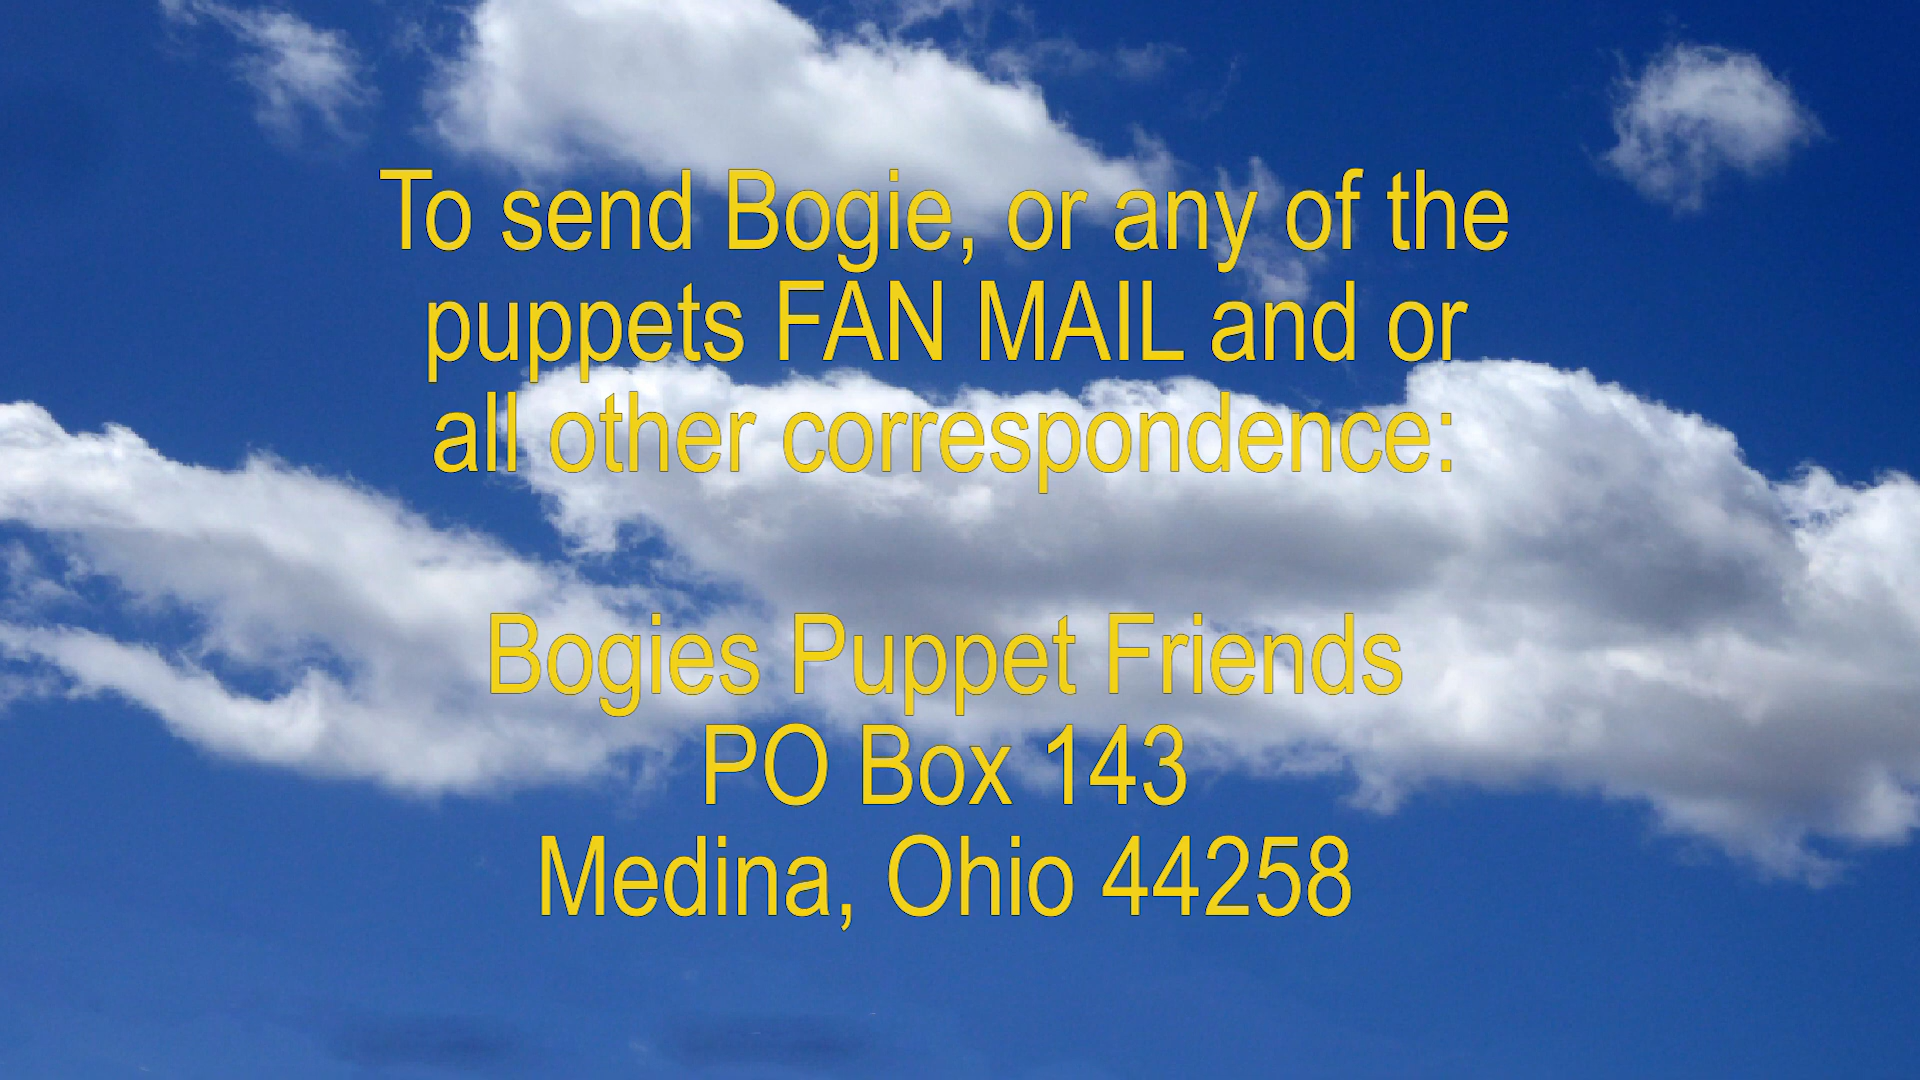 To send Bogie, or any of the
puppets FAN MAIL and or
all other correspondence:
Bogies Puppet Friends
PO Box 143
Medina, Ohio 44258